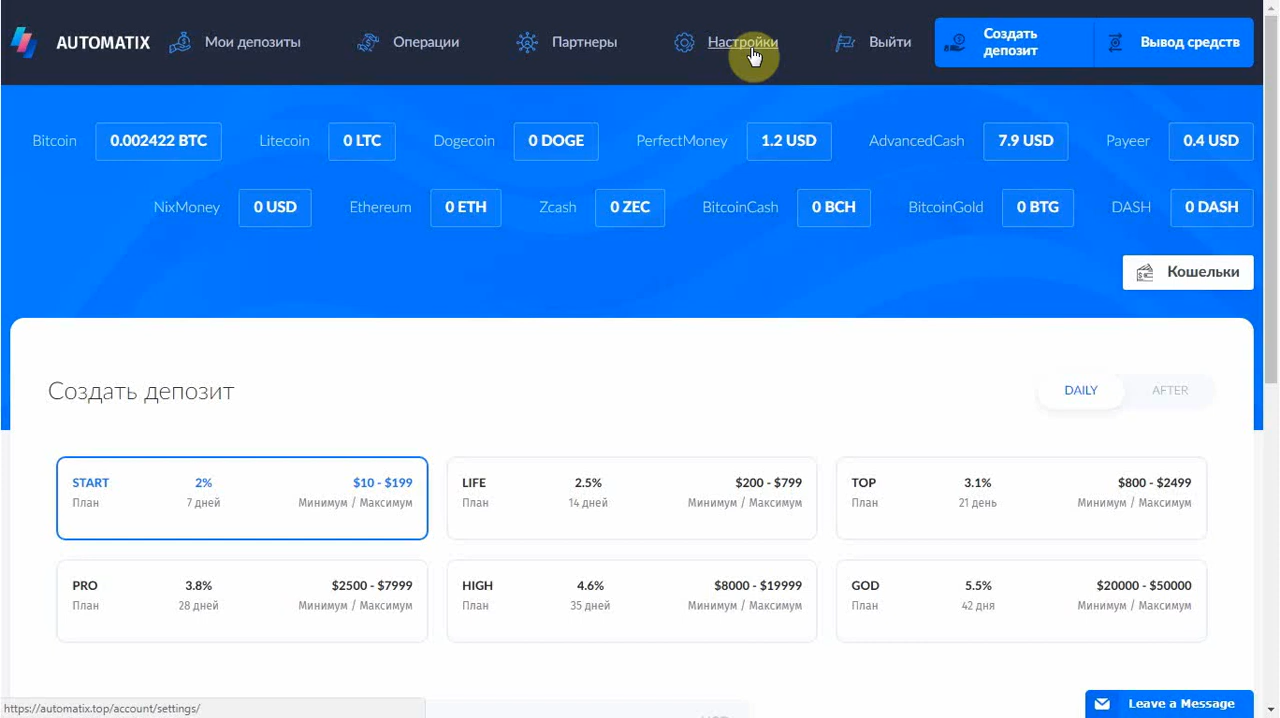 AUTOMATIX
Мои депозиты
Операции
Партнеры
Настройки
Выйти
Создать
депозит
Вывод средств
Bitcoin 0.002422 BTC Litecoin 0 LTC Dogecoin 0 DOGE PerfectMoney 1.2 USD AdvancedCash 7.9 USD Payeer 0.4 USD
NixMoney 0 USD Ethereum 0 ETH Zcash 0 ZEC BitcoinCash 0 BCH BitcoinGold 0 BTG DASH 0 DASH
Кошельки
Создать депозит
DAILY AFTER
START 2% $10 - $199
План 7 дней Минимум / Максимум
LIFE 2.5% $200 - $799
План 14 дней Минимум / Максимум
TOP 3.1% $800 - $2499
План 21 день Минимум / Максимум
PRO 3.8% $2500 - $7999
План 28 дней Минимум / Максимум
HIGH 4.6% $8000 - $19999
План 35 дней Минимум / Максимум
GOD 5.5% $20000 - $50000
План 42 дня Минимум / Максимум
https://automatix.top/account/settings/
Leave a Message